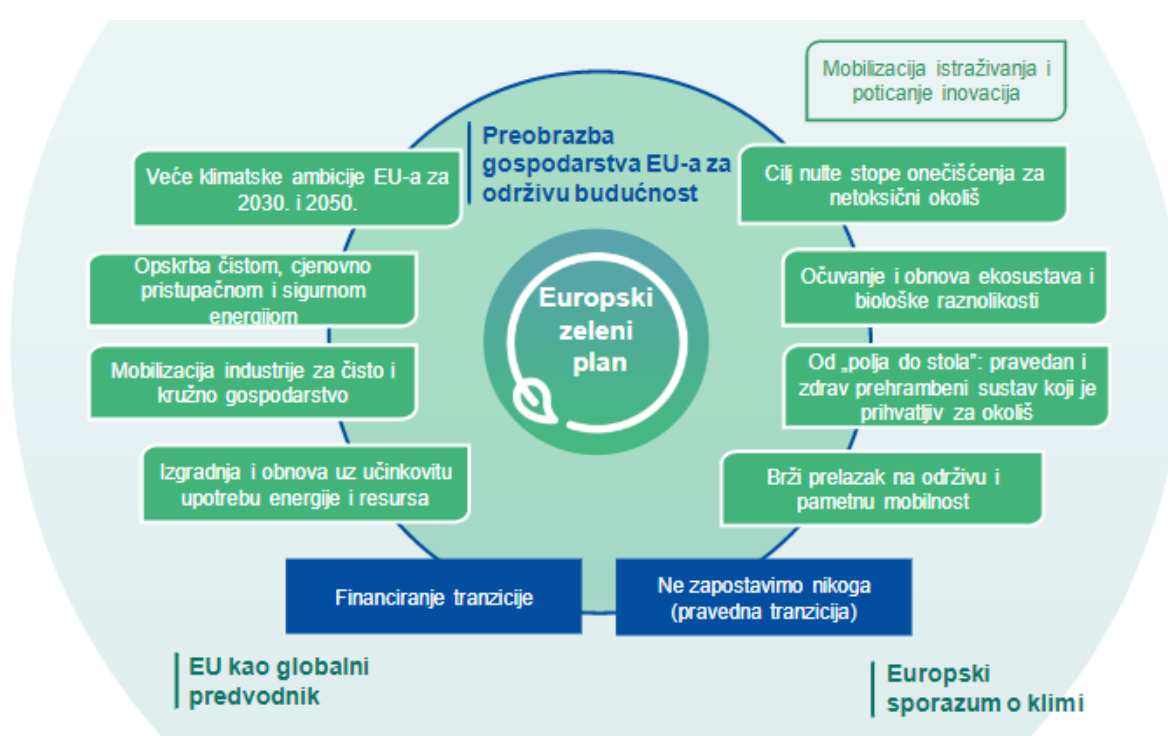 Mobilizacija istraživanja i
poticanje inovacija
Preobrazba
gospodarstva EU-a za
održivu budućnost
Veće klimatske ambicije EU-a za
2030. i 2050.
Cilj nulte stope onečišćenja za
netoksični okoliš
Opskrba čistom, cjenovno
pristupačnom i sigurnom
energijom
Očuvanje i obnova ekosustava i
biološke raznolikosti
Europski
zeleni
plan
Mobilizacija industrije za čisto i
kružno gospodarstvo
Od „polja do stola": pravedan i
zdrav prehrambeni sustav koji je
prihvatljiv za okoliš
Izgradnja i obnova uz učinkovitu
upotrebu energije i resursa
Brži prelazak na održivu i
pametnu mobilnost
Financiranje tranzicije
Ne zapostavimo nikoga
(pravedna tranzicija)
EU kao globalni
predvodnik
Europski
sporazum o klimi